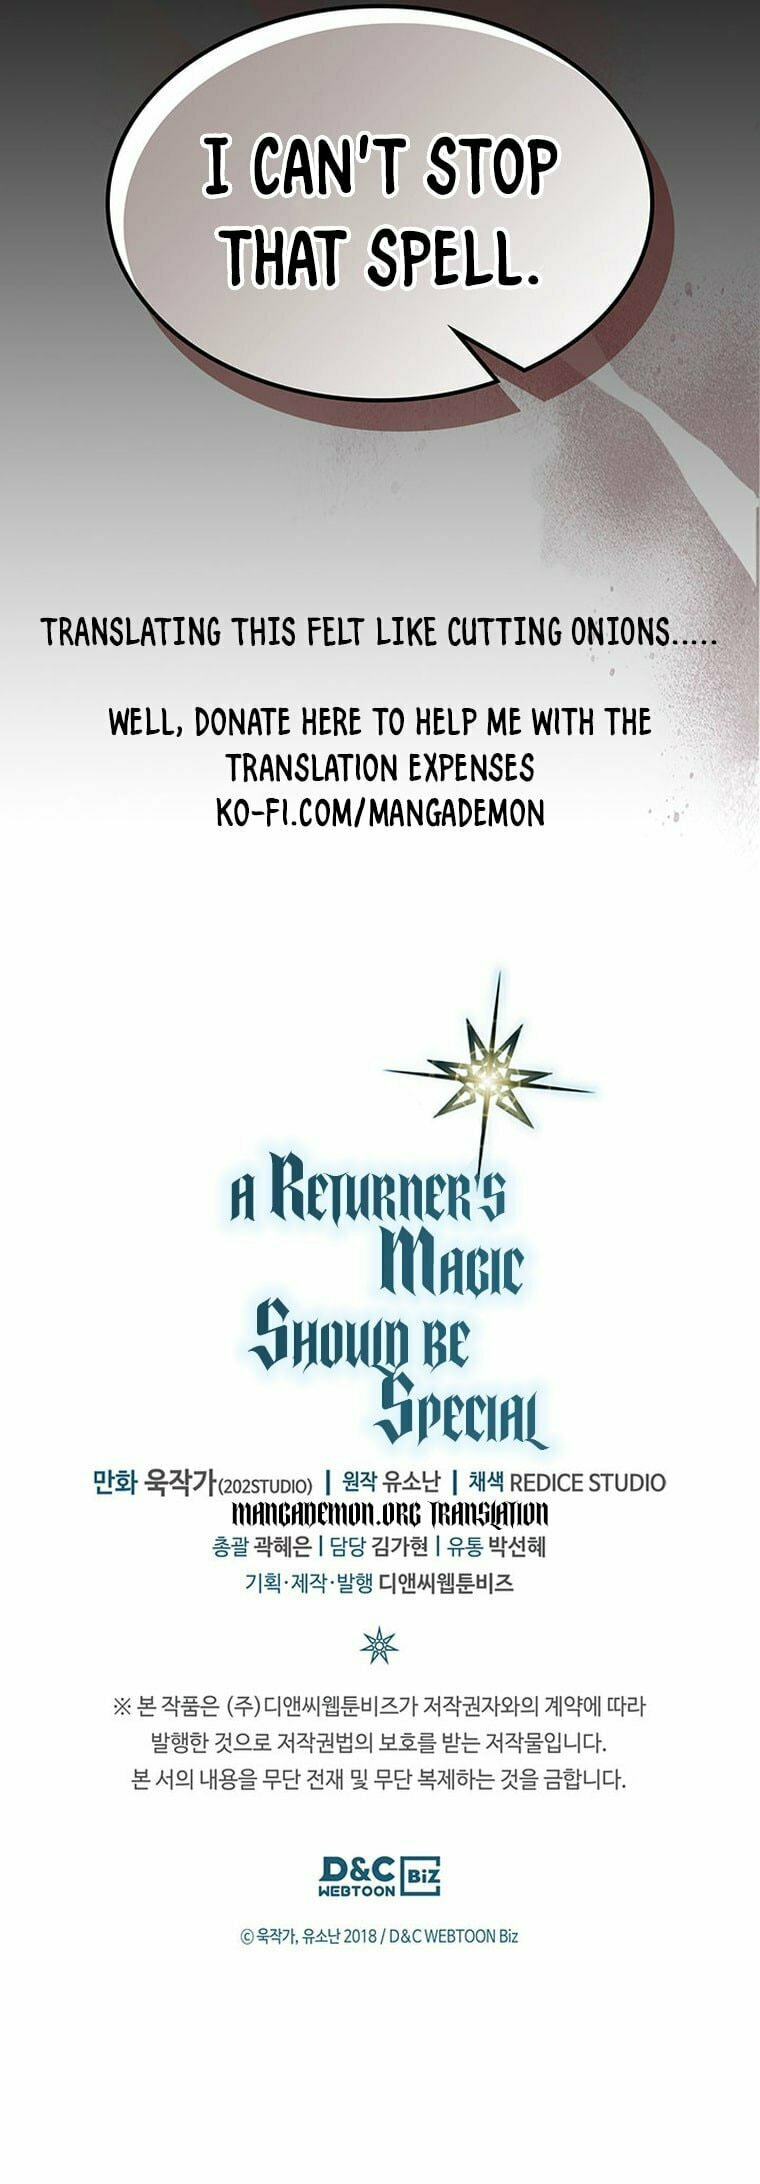 I CAN'T STOP
THAT SPELL.
TRANSLATING THIS FELT LIKE CUTTING ONIONS.....
WELL, DONATE HERE TO HELP ME WITH THE
TRANSLATION EXPENSES
KO-FI.COM/MANGADEMON
A RETURNER'S
MAGIC
SHOULD BE
SPECIAL
만화 욱작가(202STUDIO) | 원작 유소난 | 채색 REDICE STUDIO
MANGADEMON.ORG TRANSLATION
총괄 곽혜은 | 담당 김가현 | 유통 박선혜
기획·제작·발행 디앤씨웹툰비즈
※ 본 작품은 (주)디앤씨웹툰비즈가 저작권자와의 계약에 따라
발행한 것으로 저작권법의 보호를 받는 저작물입니다.
본 서의 내용을 무단 전재 및 무단 복제하는 것을 금합니다.
D&C BIZ
WEBTOON
© 욱작가, 유소난 2018 / D&C WEBTOON Biz